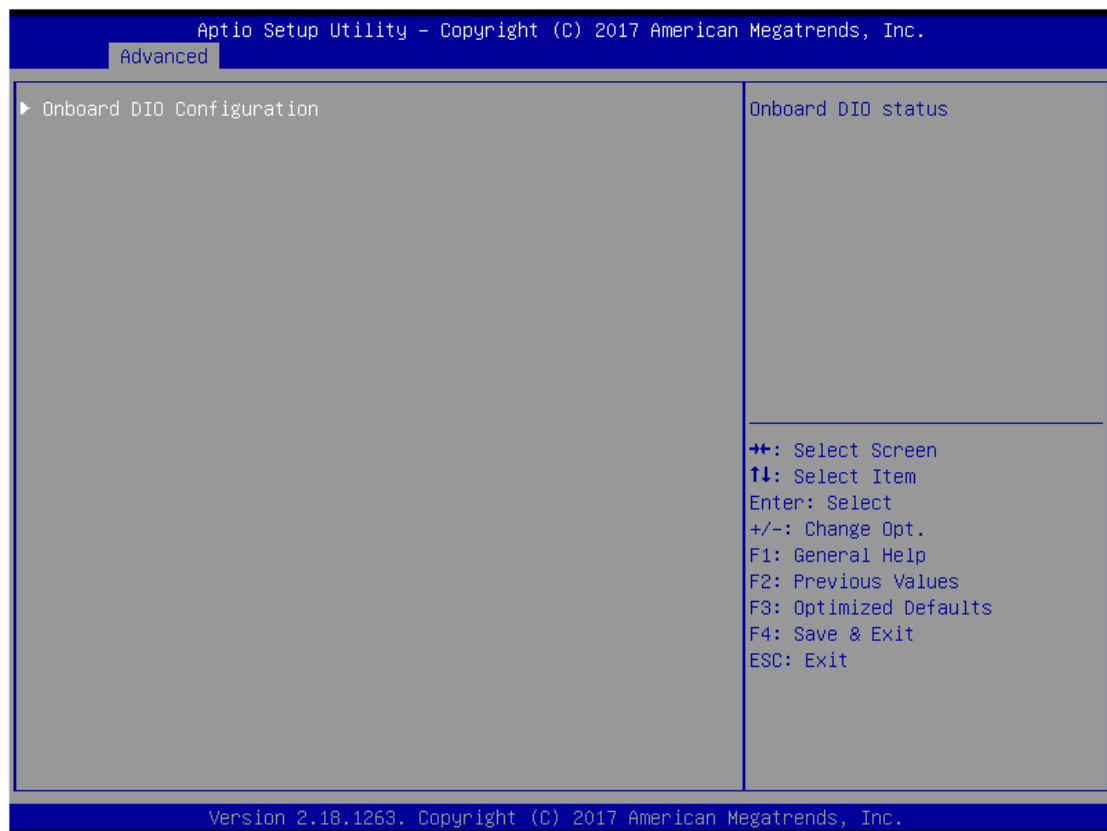 Aptio Setup Utility – Copyright (C) 2017 American Megatrends, Inc.
Advanced
▶ Onboard DIO Configuration
Onboard DIO status
→←: Select Screen
↑↓: Select Item
Enter: Select
+/-: Change Opt.
F1: General Help
F2: Previous Values
F3: Optimized Defaults
F4: Save & Exit
ESC: Exit
Version 2.18.1263. Copyright (C) 2017 American Megatrends, Inc.